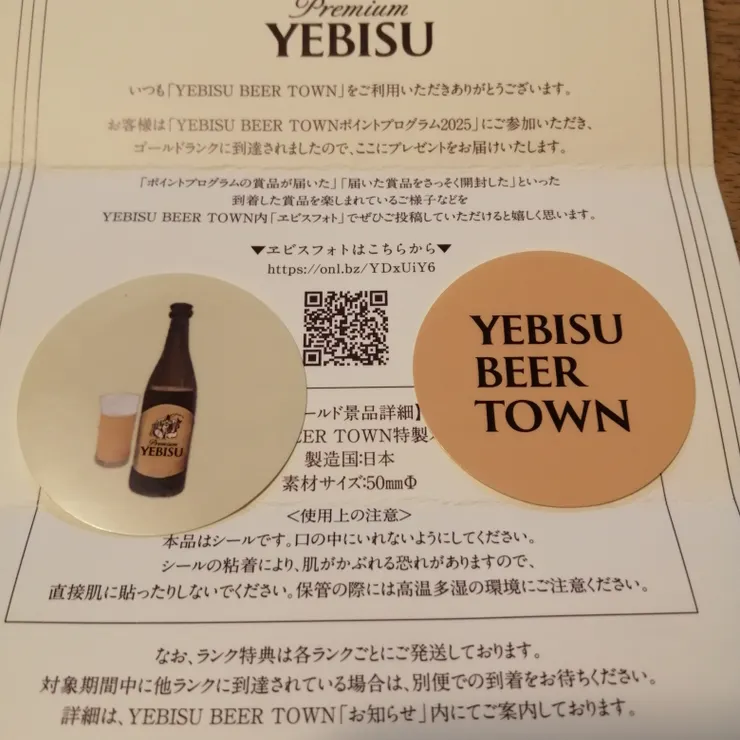 Premium
YEBISU
いつも「YEBISU BEER TOWN」をご利用いただきありがとうございます。
お客様は「YEBISU BEER TOWNポイントプログラム2025」にご参加いただき、
ゴールドランクに到達されましたので、ここにプレゼントをお届けいたします。
「ポイントプログラムの賞品が届いた」「届いた賞品をさっそく開封した」といった
到着した賞品を楽しまれているご様子などを
YEBISU BEER TOWN内「ヱビスフォト」でぜひご投稿していただけると嬉しく思います。
▼ヱビスフォトはこちらから▼
https://onl.bz/YDxUiY6
Premium
YEBISU
YEBISU
BEER
TOWN
ールド景品詳細】
EER TOWN特製
製造国:日本
素材サイズ:50mmΦ
<使用上の注意>
本品はシールです。口の中にいれないようにしてください。
シールの粘着により、肌がかぶれる恐れがありますので、
直接肌に貼ったりしないでください。保管の際には高温多湿の環境にご注意ください。
なお、ランク特典は各ランクごとにご発送しております。
対象期間中に他ランクに到達されている場合は、別便での到着をお待ちください。
詳細は、YEBISU BEER TOWN「お知らせ」内にてご案内しております。